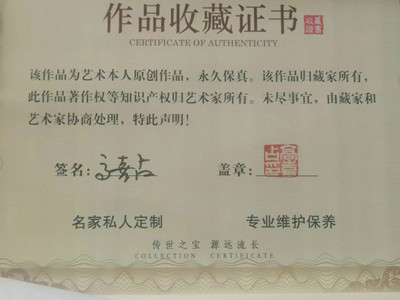 作品收藏证书
CERTIFICATE OF AUTHENTICITY
该作品为艺术本人原创作品，永久保真。该作品归藏家所有，
此作品著作权等知识产权归艺术家所有。未尽事宜，由藏家和
艺术家协商处理，特此声明！
签名： 盖章：
名家私人定制 专业维护保养
传世之宝 源远流长
COLLECTION CERTIFICATE